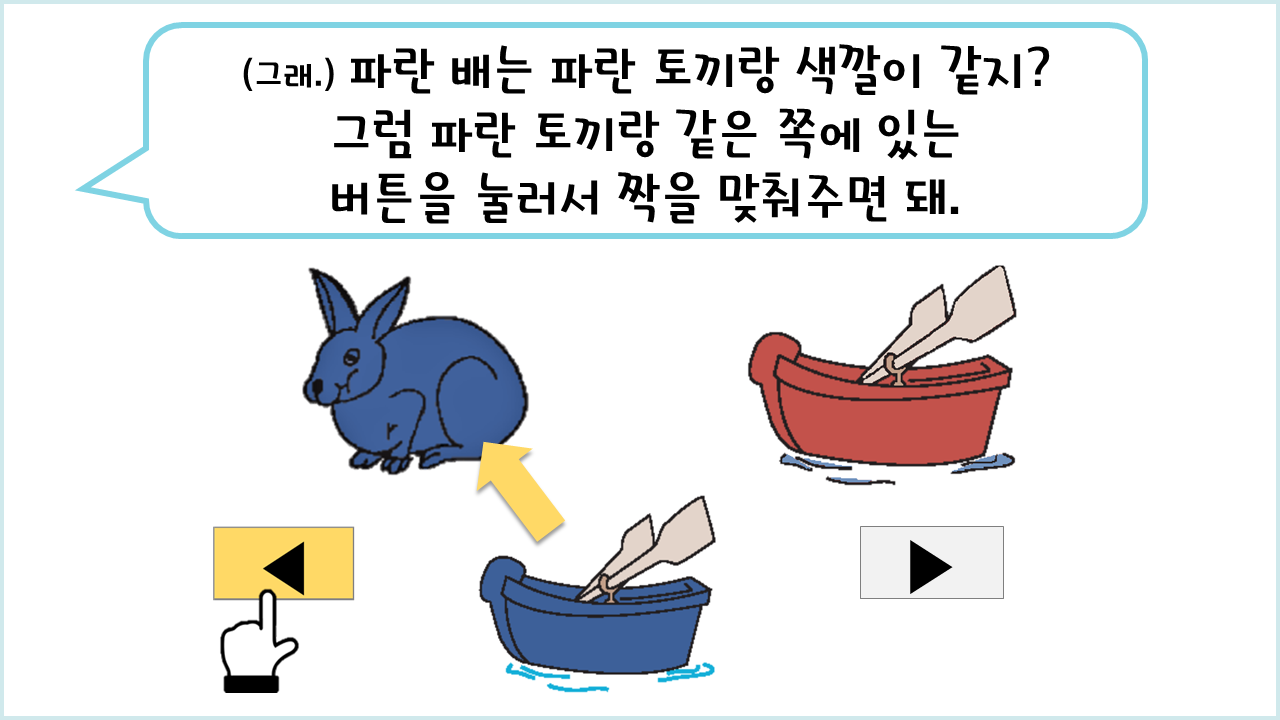 (그래.) 파란 배는 파란 토끼랑 색깔이 같지?
그럼 파란 토끼랑 같은 쪽에 있는
버튼을 눌러서 짝을 맞춰주면 돼.